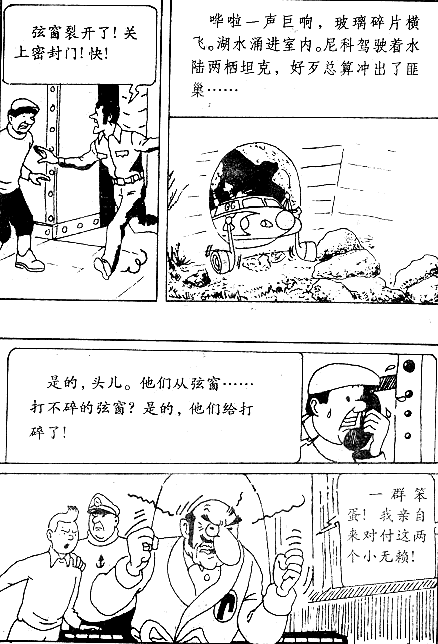 弦窗裂开了！关
上密封门！快！
哗啦一声巨响，玻璃碎片横
飞。湖水涌进室内。尼科驾驶着水
陆两栖坦克，好歹总算冲出了匪
巢……
是的，头儿。他们从弦窗……
打不碎的弦窗？是的，他们给打
碎了！
一群笨
蛋！我亲自
来对付这两
个小无赖！